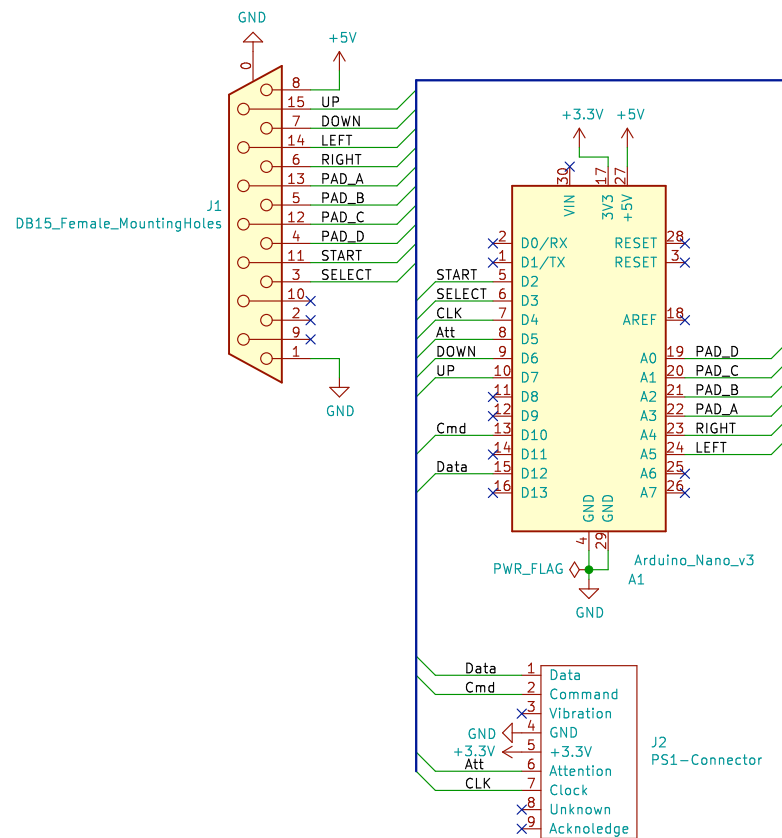 GND
+5V
0
8
15 UP
7 DOWN
14 LEFT
6 RIGHT
13 PAD_A
5 PAD_B
12 PAD_C
4 PAD_D
11 START
3 SELECT
10
2
9
1
GND
J1
DB15_Female_MountingHoles
+3.3V
+5V
30
17
27
VIN
3V3
+5V
2 D0/RX
1 D1/TX
START 5 D2
SELECT 6 D3
CLK 7 D4
Att 8 D5
DOWN 9 D6
UP 10 D7
11 D8
12 D9
Cmd 13 D10
14 D11
Data 15 D12
16 D13
RESET 28
RESET 3
AREF 18
A0 19 PAD_D
A1 20 PAD_C
A2 21 PAD_B
A3 22 PAD_A
A4 23 RIGHT
A5 24 LEFT
A6 25
A7 26
GND
GND
4
29
Arduino_Nano_v3
A1
PWR_FLAG
GND
Data 1 Data
Cmd 2 Command
3 Vibration
GND 4 GND
+3.3V 5 +3.3V
Att 6 Attention
CLK 7 Clock
8 Unknown
9 Acknoledge
J2
PS1-Connector